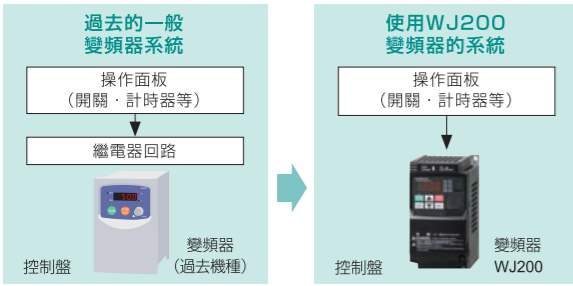 過去的一般
變頻器系統
操作面板
（開關．計時器等）
繼電器回路
控制盤
變頻器
（過去機種）
使用WJ200
變頻器的系統
操作面板
（開關．計時器等）
控制盤
變頻器
WJ200